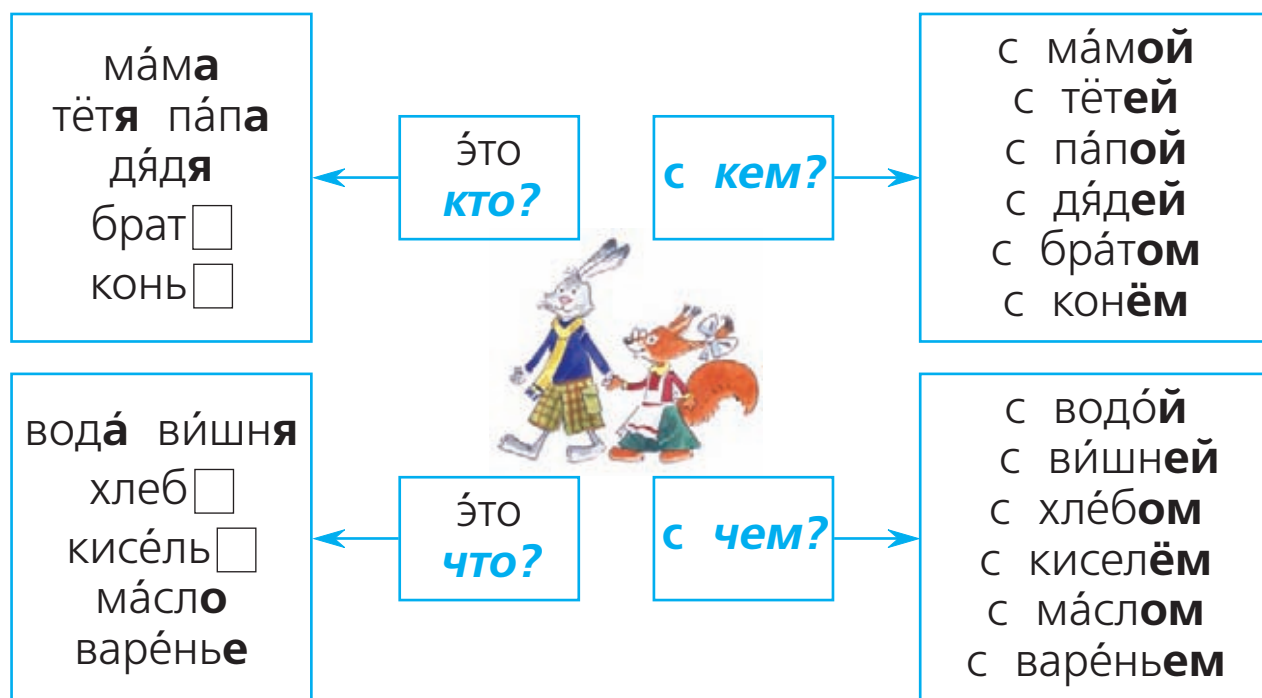 ма́ма
тётя па́па
дя́дя
брат
конь
э́то
кто?
с кем?
с ма́мой
с тётей
с па́пой
с дя́дей
с бра́том
с конём
вода́ ви́шня
хлеб
кисе́ль
ма́сло
варе́нье
э́то
что?
с чем?
с водо́й
с ви́шней
с хле́бом
с киселём
с ма́слом
с варе́ньем